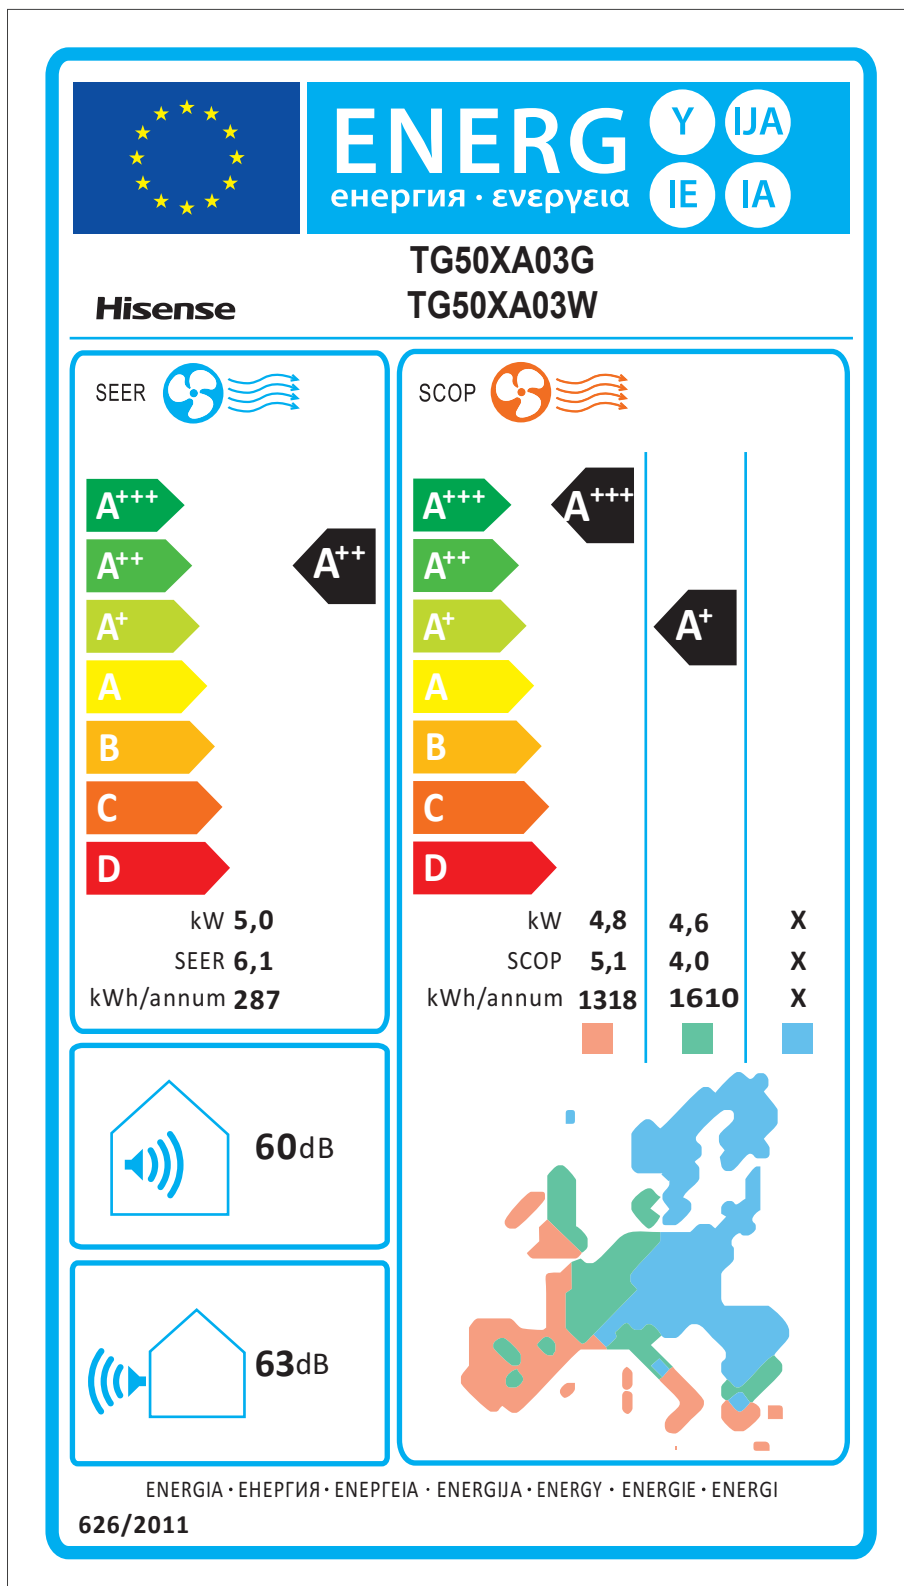 ENERG
енергия · ενεργεια
Y
IJA
IE
IA
TG50XA03G
Hisense
TG50XA03W
SEER
A+++
A++
A+
A
B
C
D
A++
kW 5,0
SEER 6,1
kWh/annum 287
SCOP
A+++
A++
A+
A
B
C
D
A+++
A+
kW 4,8 4,6 X
SCOP 5,1 4,0 X
kWh/annum 1318 1610 X
60dB
63dB
ENERGIA · ЕНЕРГИЯ · ΕΝΕΡΓΕΙΑ · ENERGIJA · ENERGY · ENERGIE · ENERGI
626/2011